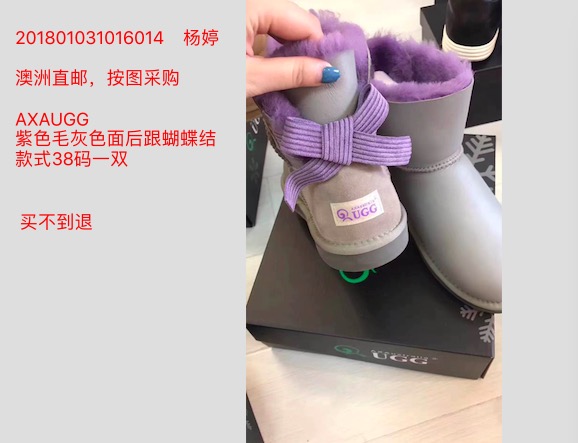 201801031016014 杨婷
澳洲直邮，按图采购
AXAUGG
紫色毛灰色面后跟蝴蝶结
款式38码一双
买不到退
UGG
UGG